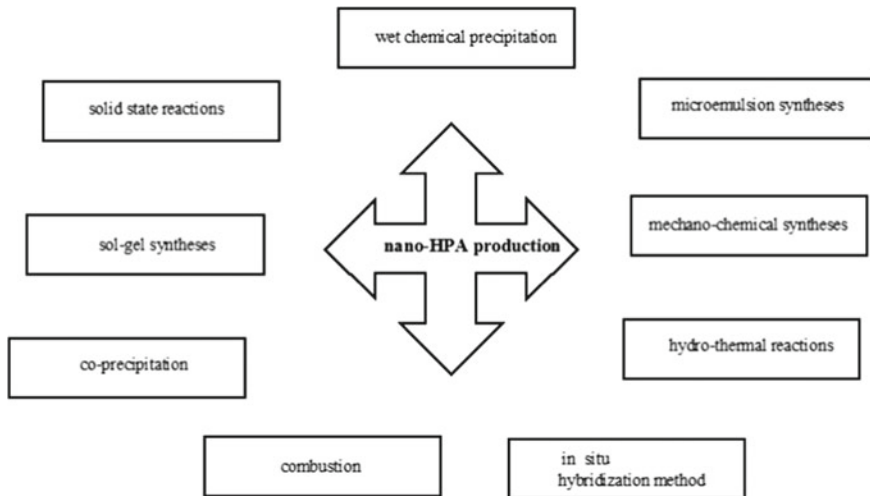 wet chemical precipitation
solid state reactions
microemulsion syntheses
sol-gel syntheses
mechano-chemical syntheses
nano-HPA production
co-precipitation
hydro-thermal reactions
combustion
in situ
hybridization method